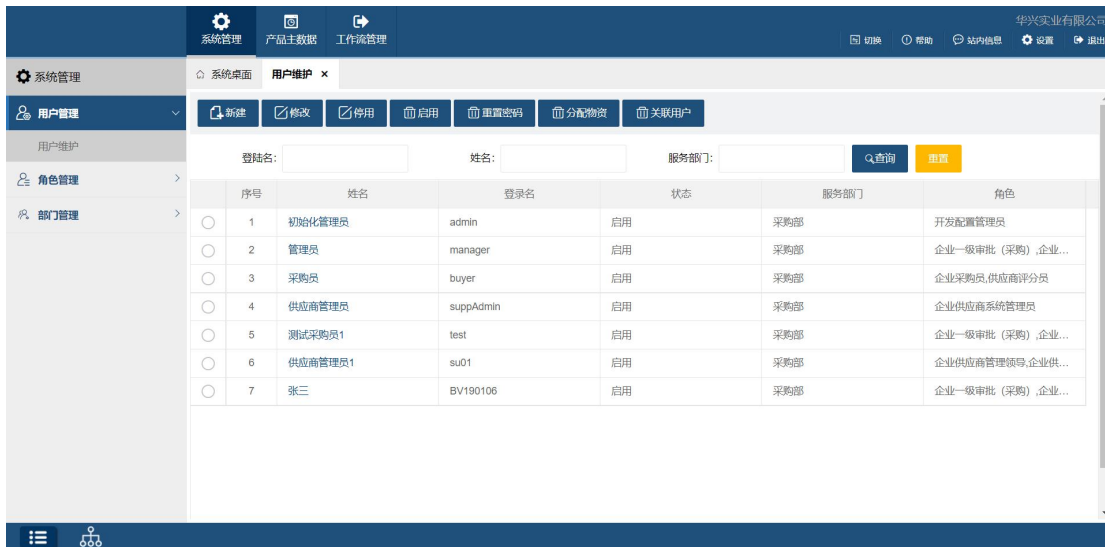 华兴实业有限公司
系统管理 产品主数据 工作流管理
切换 帮助 站内信息 设置 退出
系统管理
系统桌面 用户维护 ×
用户管理
新建 修改 停用 启用 重置密码 分配物资 关联用户
用户维护
登陆名: 姓名: 服务部门: 查询 重置
角色管理
部门管理
序号 姓名 登录名 状态 服务部门 角色
1 初始化管理员 admin 启用 采购部 开发配置管理员
2 管理员 manager 启用 采购部 企业一级审批（采购）,企业...
3 采购员 buyer 启用 采购部 企业采购员,供应商评分员
4 供应商管理员 suppAdmin 启用 采购部 企业供应商系统管理员
5 测试采购员1 test 启用 采购部 企业一级审批（采购）,企业...
6 供应商管理员1 su01 启用 采购部 企业供应商管理领导,企业供...
7 张三 BV190106 启用 采购部 企业一级审批（采购）,企业...